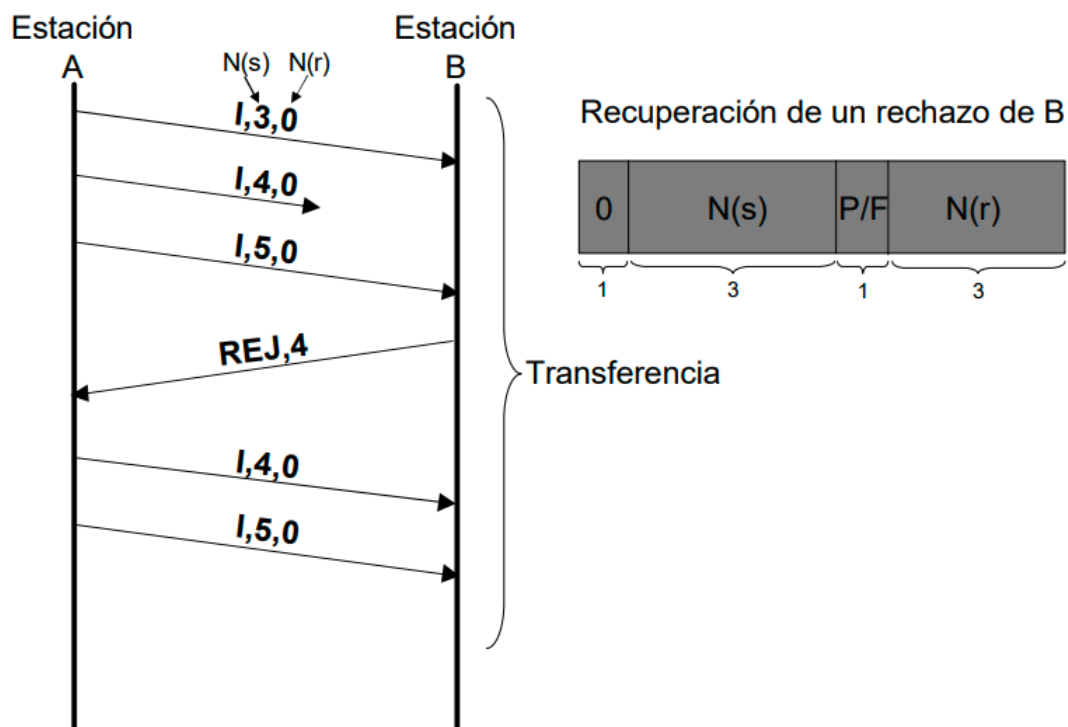 Estación
A
Estación
B
N(s) N(r)
I,3,0
I,4,0
I,5,0
REJ,4
I,4,0
I,5,0
Transferencia
Recuperación de un rechazo de B
0 N(s) P/F N(r)
1 3 1 3